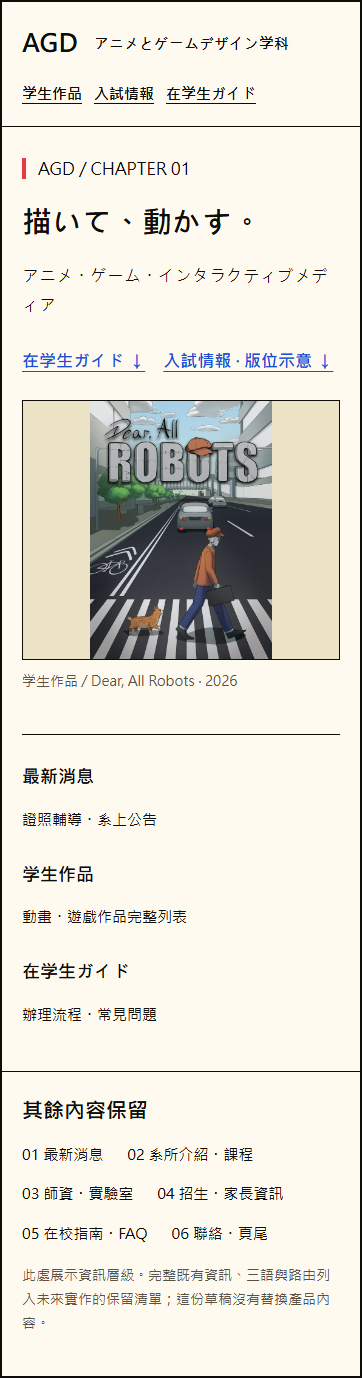 AGD アニメとゲームデザイン学科
学生作品 入試情報 在学生ガイド
AGD / CHAPTER 01
描いて、動かす。
アニメ・ゲーム・インタラクティブメデ
ィア
在学生ガイド ↓ 入試情報 · 版位示意 ↓
Dear, All
ROBOTS
学生作品 / Dear, All Robots · 2026
最新消息
證照輔導・系上公告
学生作品
動畫・遊戲作品完整列表
在学生ガイド
辦理流程・常見問題
其餘內容保留
01 最新消息 02 系所介紹・課程
03 師資・實驗室 04 招生・家長資訊
05 在校指南・FAQ 06 聯絡・頁尾
此處展示資訊層級。完整既有資訊、三語與路由列
入未來實作的保留清單；這份草稿沒有替換產品內
容。